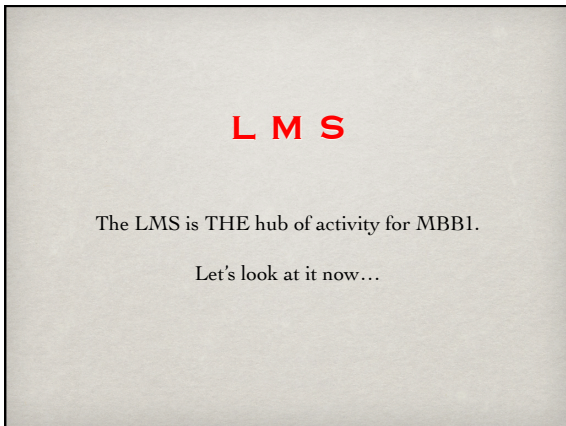 L M S
The LMS is THE hub of activity for MBB1.
Let's look at it now…